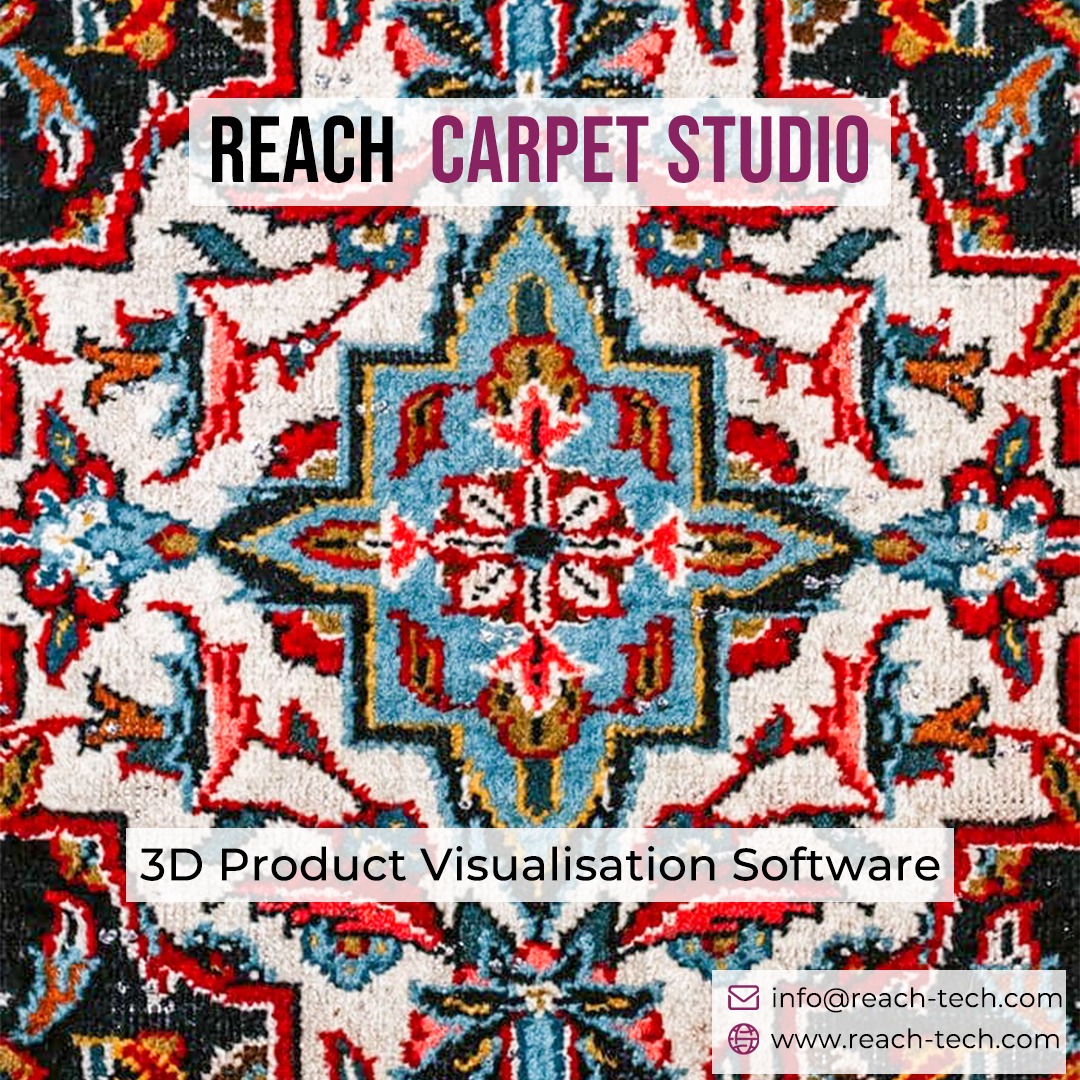 REACH CARPET STUDIO
3D Product Visualisation Software
info@reach-tech.com
www.reach-tech.com